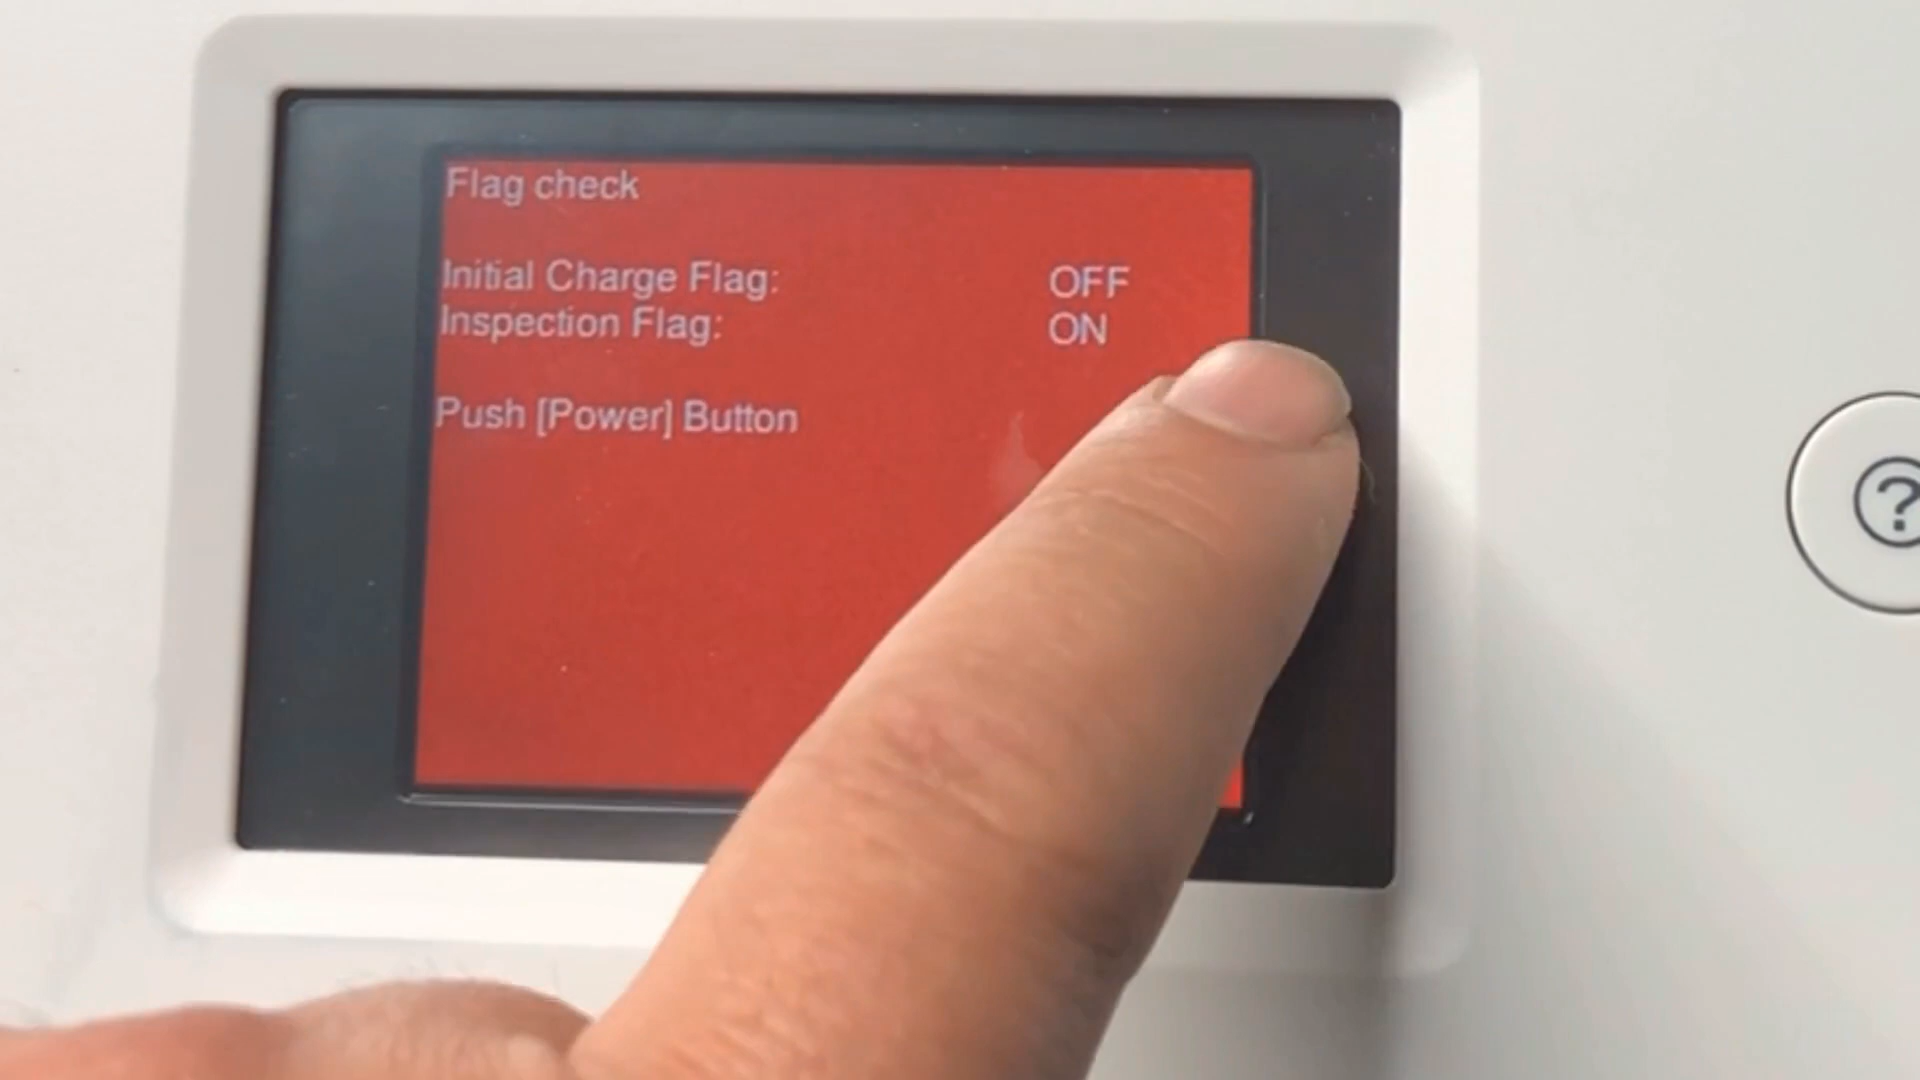 Flag check
Initial Charge Flag: OFF
Inspection Flag: ON
Push [Power] Button
?